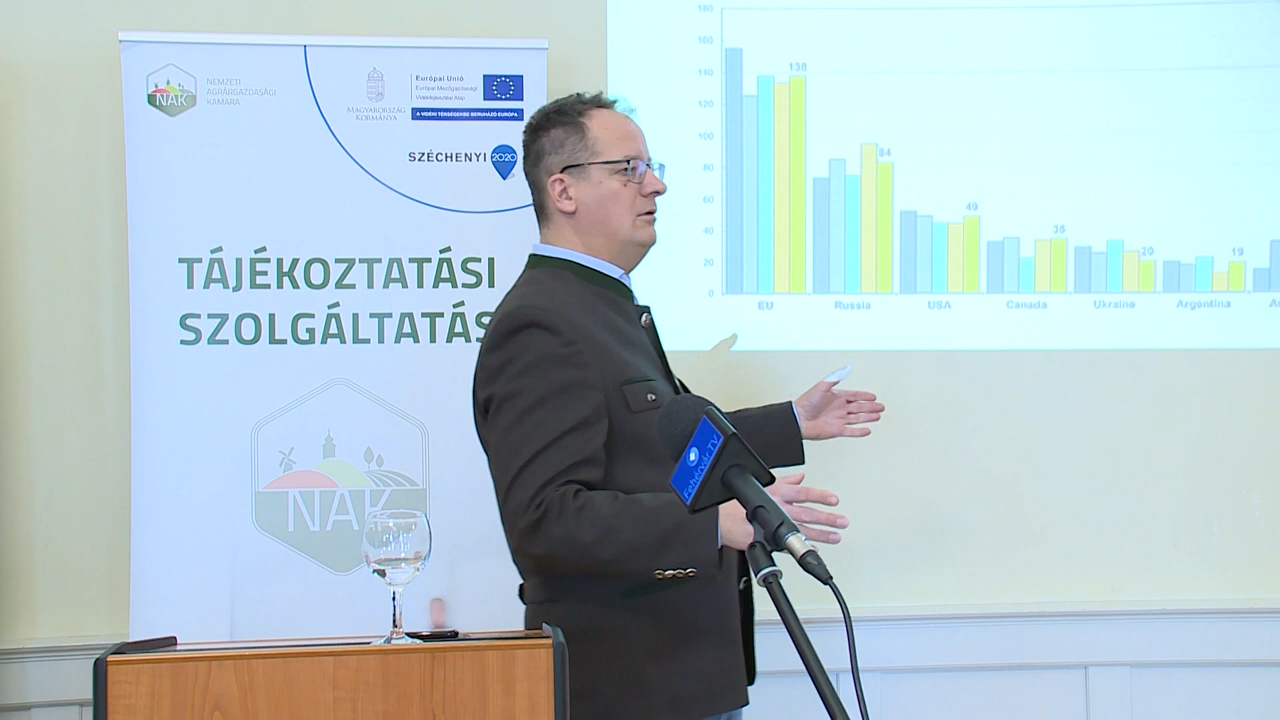 NAK
NEMZETI
AGRÁRGAZDASÁGI
KAMARA
MAGYARORSZÁG
KORMÁNYA
Európai Unió
Európai Mezőgazdasági
Vidékfejlesztési Alap
A VIDÉKI TÉRSÉGEKBE BERUHÁZÓ EURÓPA
SZÉCHENYI 2020
TÁJÉKOZTATÁSI
SZOLGÁLTATÁS
NAK
Fehérvár TV
180
160
140
120
100
80
60
40
20
0
138
84
49
35
20
19
EU
Russia
USA
Canada
Ukraine
Argentina